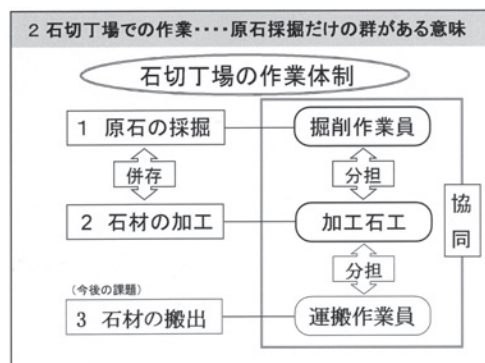 2 石切丁場での作業‥‥原石採掘だけの群がある意味
石切丁場の作業体制
1 原石の採掘
掘削作業員
併存
分担
2 石材の加工
加工石工
協同
分担
(今後の課題)
3 石材の搬出
運搬作業員